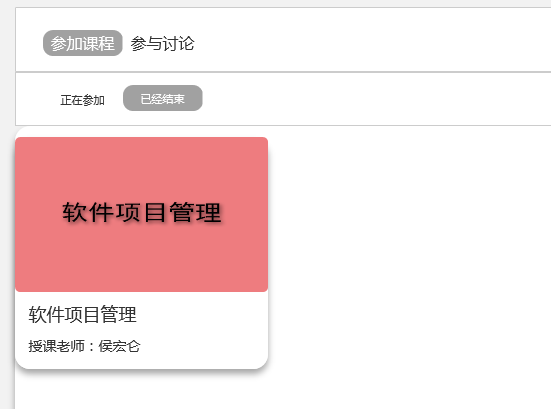 参加课程 参与讨论
正在参加 已经结束
软件项目管理
软件项目管理
授课老师：侯宏仑